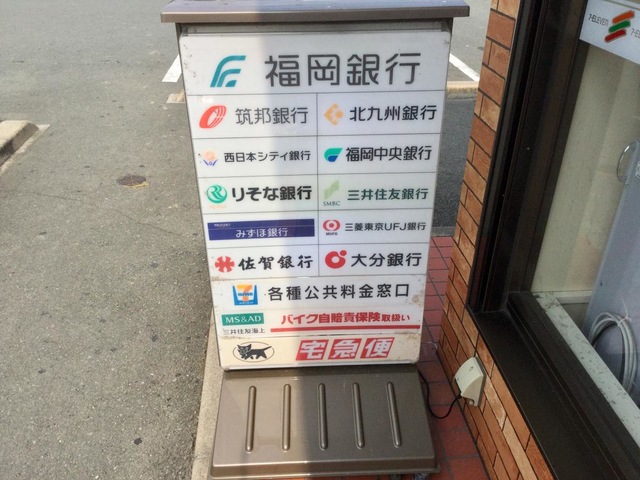 福岡銀行
筑邦銀行
北九州銀行
西日本シティ銀行
福岡中央銀行
りそな銀行
SMBC
三井住友銀行
MIZUHO
みずほ銀行
MUFG
三菱東京UFJ銀行
佐賀銀行
大分銀行
各種公共料金窓口
MS&AD
三井住友海上
バイク自賠責保険取扱い
宅急便
7-ELEVEn